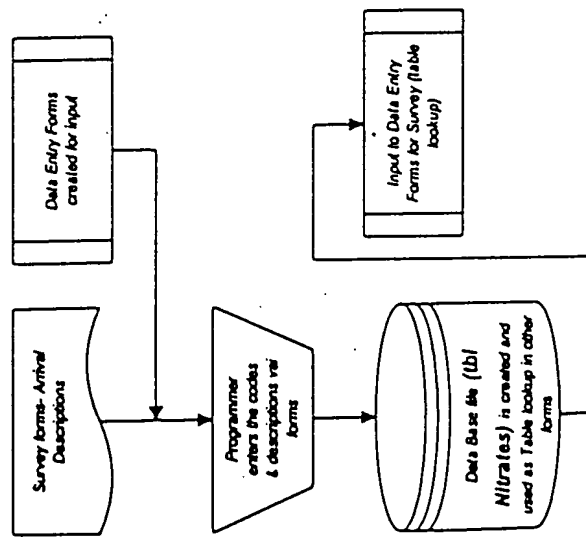 Data Entry Forms
created for input
Survey forms- Arrival
Descriptions
Programmer
enters the codes
& descriptions vai
forms
Input to Data Entry
Forms for Survey (table
lookup)
Data Base file (tbl
Nitrates) is created and
used as Table lookup in other
forms